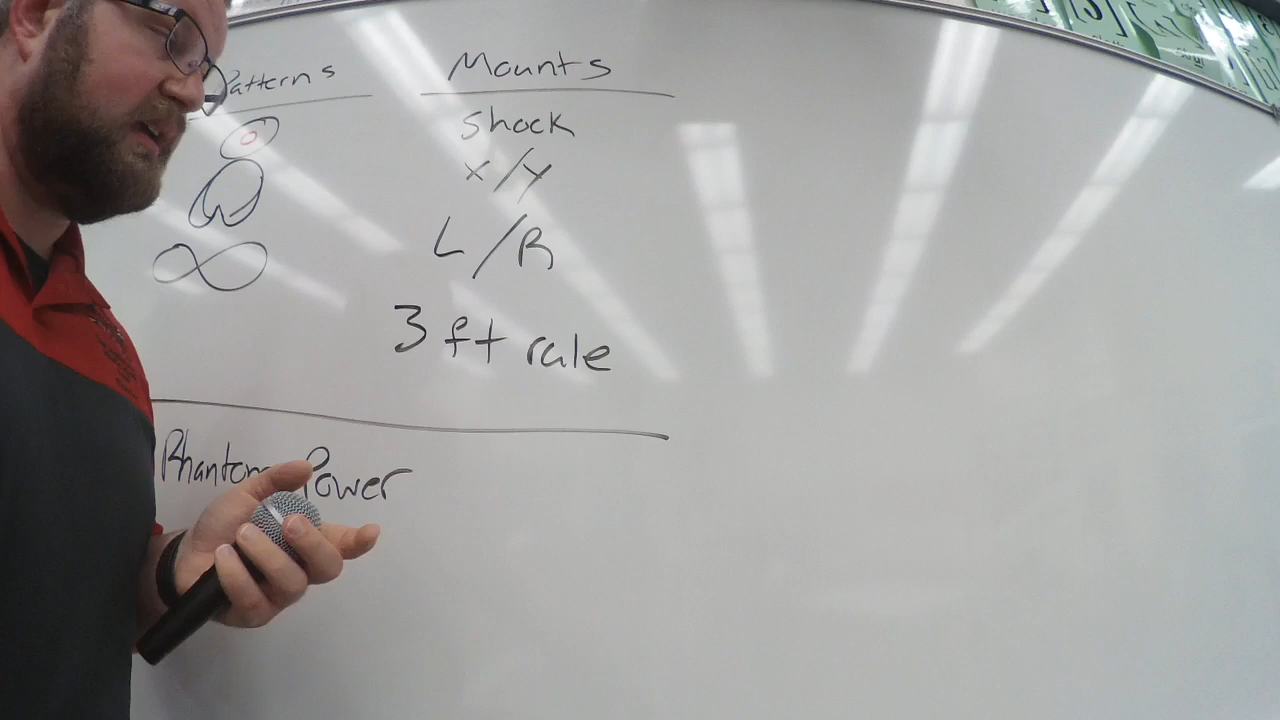 Patterns
Mounts
shock
x/y
L/R
3 ft rule
Phantom Power